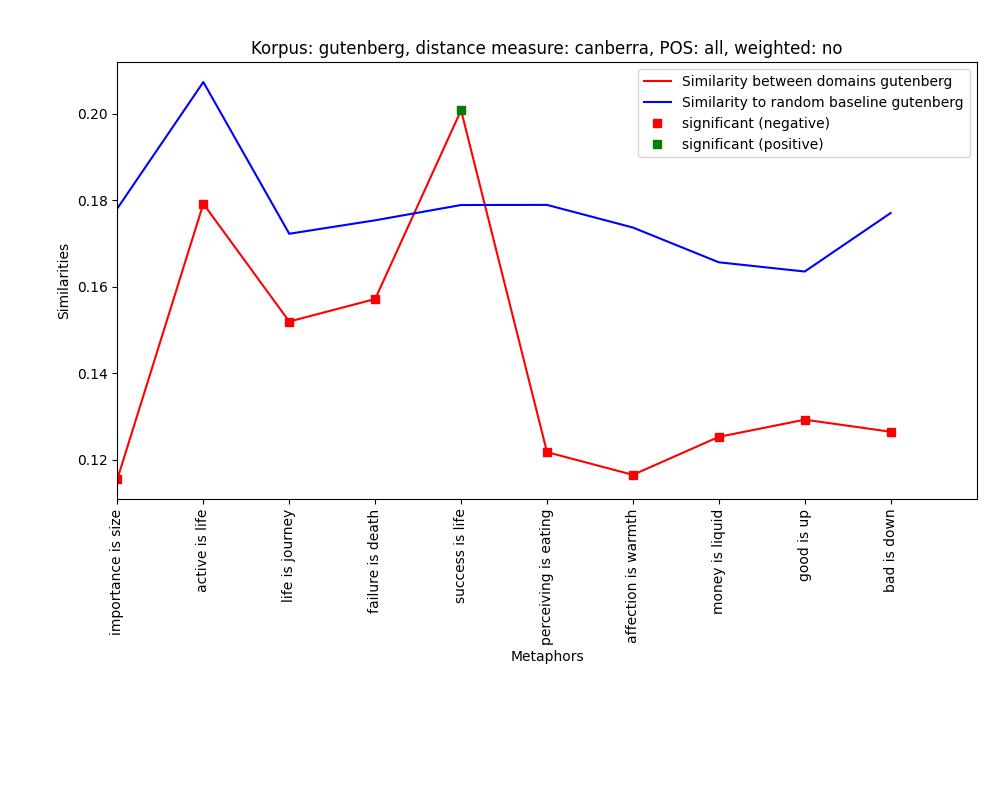 Korpus: gutenberg, distance measure: canberra, POS: all, weighted: no
Similarity between domains gutenberg
Similarity to random baseline gutenberg
significant (negative)
significant (positive)
Similarities
0.20
0.18
0.16
0.14
0.12
importance is size
active is life
life is journey
failure is death
success is life
perceiving is eating
affection is warmth
money is liquid
good is up
bad is down
Metaphors